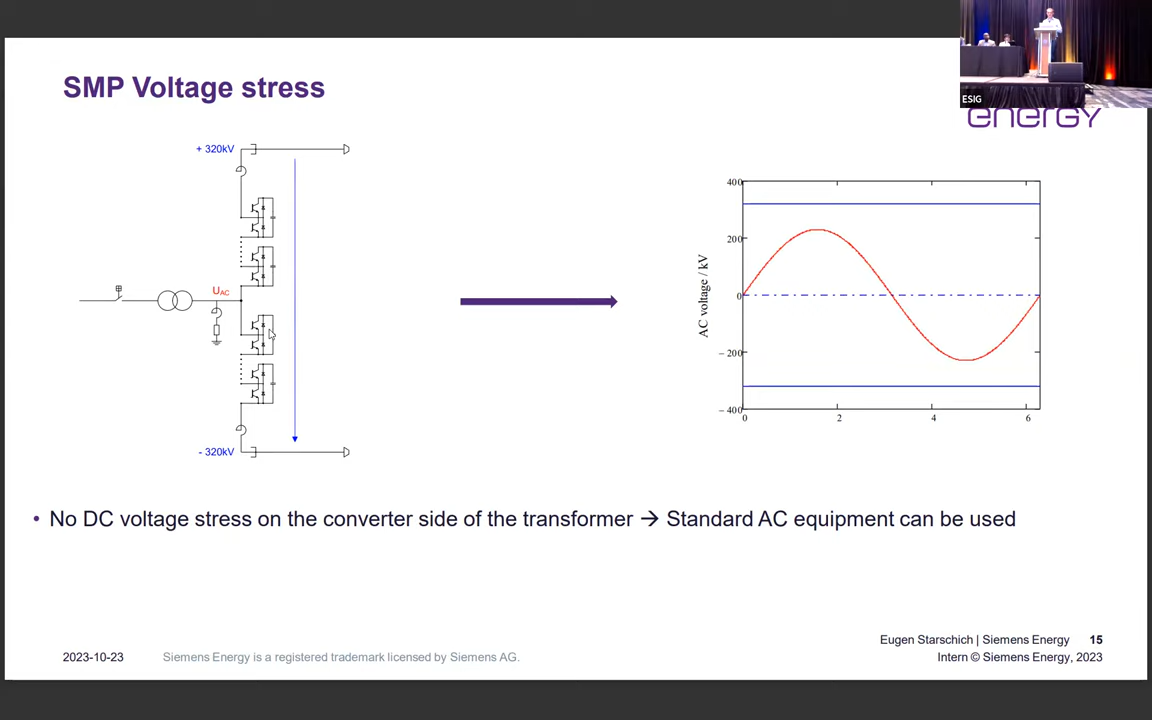 SMP Voltage stress
ESIG
energy
+ 320kV
UAC
- 320kV
AC voltage / kV
400
200
0
− 200
− 400
0
2
4
6
• No DC voltage stress on the converter side of the transformer → Standard AC equipment can be used
Eugen Starschich | Siemens Energy 15
2023-10-23
Siemens Energy is a registered trademark licensed by Siemens AG.
Intern © Siemens Energy, 2023